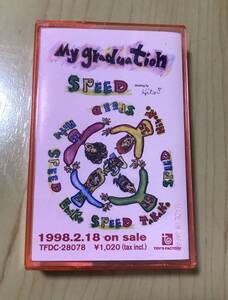 My graduation
SPEED
SPEED
SPEED
SPEED
SPEED
1998.2.18 on sale
TFDC-28078 ¥1,020 (tax incl.)
TOY'S FACTORY